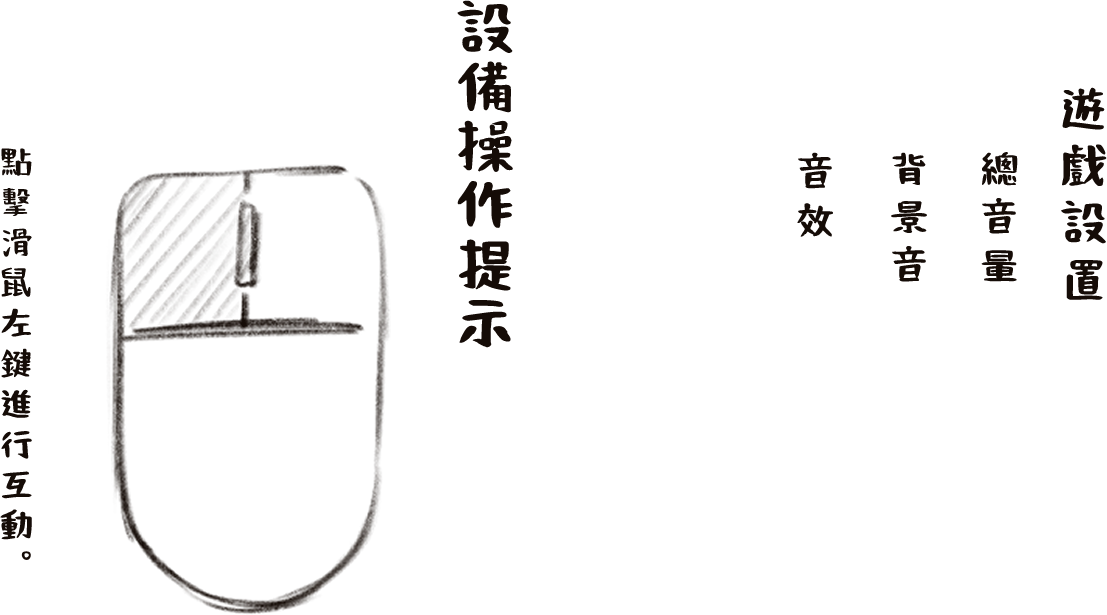 遊戲設置
總音量
背景音
音效
設備操作提示
點擊滑鼠左鍵進行互動。